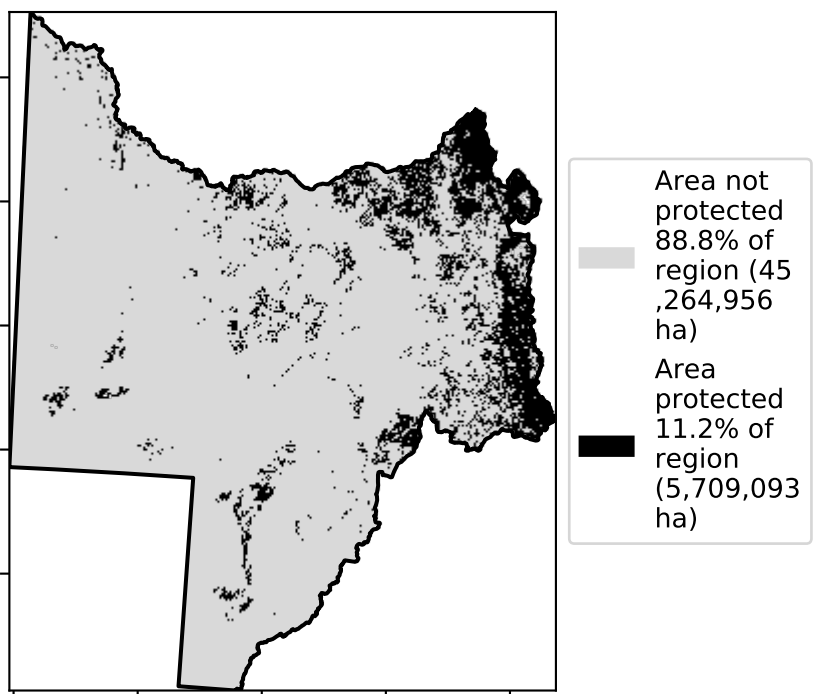 Area not
protected
88.8% of
region (45
,264,956
ha)
Area
protected
11.2% of
region
(5,709,093
ha)